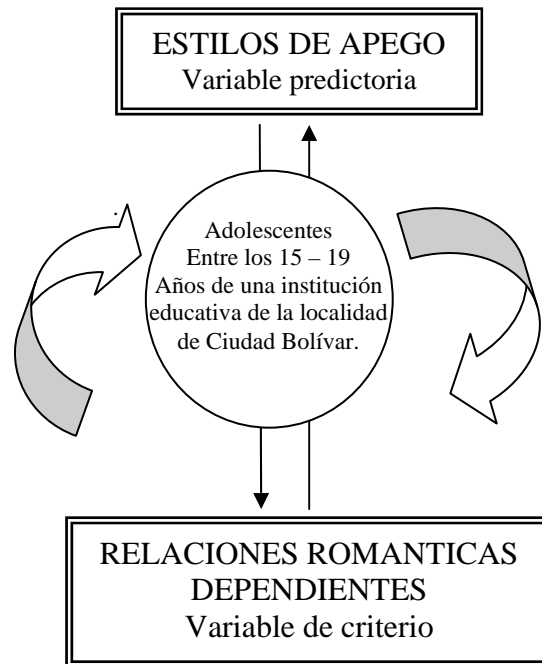 ESTILOS DE APEGO
Variable predictoria
Adolescentes
Entre los 15 – 19
Años de una institución
educativa de la localidad
de Ciudad Bolívar.
RELACIONES ROMANTICAS
DEPENDIENTES
Variable de criterio